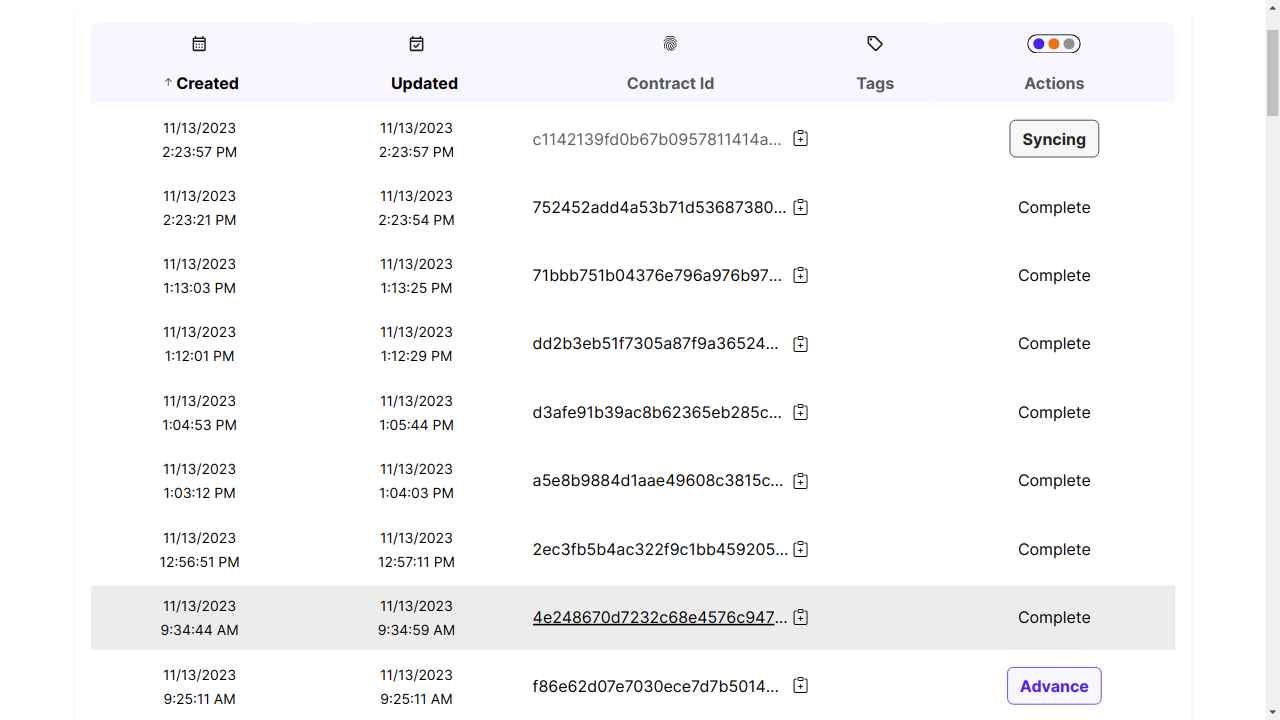 ↑ Created Updated Contract Id Tags Actions
11/13/2023 11/13/2023
2:23:57 PM 2:23:57 PM c1142139fd0b67b0957811414a... Syncing
11/13/2023 11/13/2023
2:23:21 PM 2:23:54 PM 752452add4a53b71d53687380... Complete
11/13/2023 11/13/2023
1:13:03 PM 1:13:25 PM 71bbb751b04376e796a976b97... Complete
11/13/2023 11/13/2023
1:12:01 PM 1:12:29 PM dd2b3eb51f7305a87f9a36524... Complete
11/13/2023 11/13/2023
1:04:53 PM 1:05:44 PM d3afe91b39ac8b62365eb285c... Complete
11/13/2023 11/13/2023
1:03:12 PM 1:04:03 PM a5e8b9884d1aae49608c3815c... Complete
11/13/2023 11/13/2023
12:56:51 PM 12:57:11 PM 2ec3fb5b4ac322f9c1bb459205... Complete
11/13/2023 11/13/2023
9:34:44 AM 9:34:59 AM 4e248670d7232c68e4576c947... Complete
11/13/2023 11/13/2023
9:25:11 AM 9:25:11 AM f86e62d07e7030ece7d7b5014... Advance